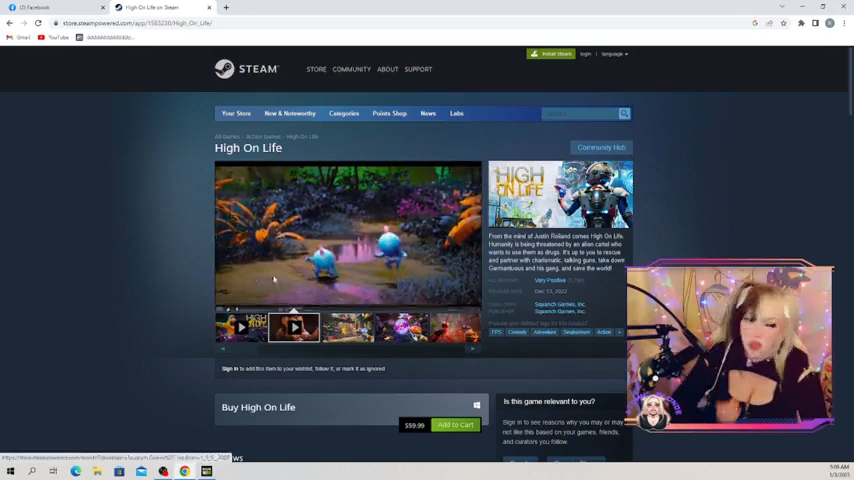 (3) Facebook
High On Life on Steam
store.steampowered.com/app/1583230/High_On_Life/
Gmail
YouTube
Install Steam
login
language
STEAM
STORE
COMMUNITY
ABOUT
SUPPORT
Your Store
New & Noteworthy
Categories
Points Shop
News
Labs
All Games > Action Games > High On Life
High On Life
Community Hub
HIGH ON LIFE
From the mind of Justin Roiland comes High On Life.
Humanity is being threatened by an alien cartel who
wants to use them as drugs. It's up to you to rescue
and partner with charismatic, talking guns, take down
Garmantuous and his gang, and save the world!
Very Positive
Dec 13, 2022
Squanch Games, Inc.
Squanch Games, Inc.
Popular user-defined tags for this product:
FPS
Comedy
Adventure
Singleplayer
Action
+
Sign in to add this item to your wishlist, follow it, or mark it as ignored
Buy High On Life
$59.99
Add to Cart
Is this game relevant to you?
Sign in to see reasons why you may or may
not like this based on your games, friends,
and curators you follow.
5:06 AM
1/3/2023